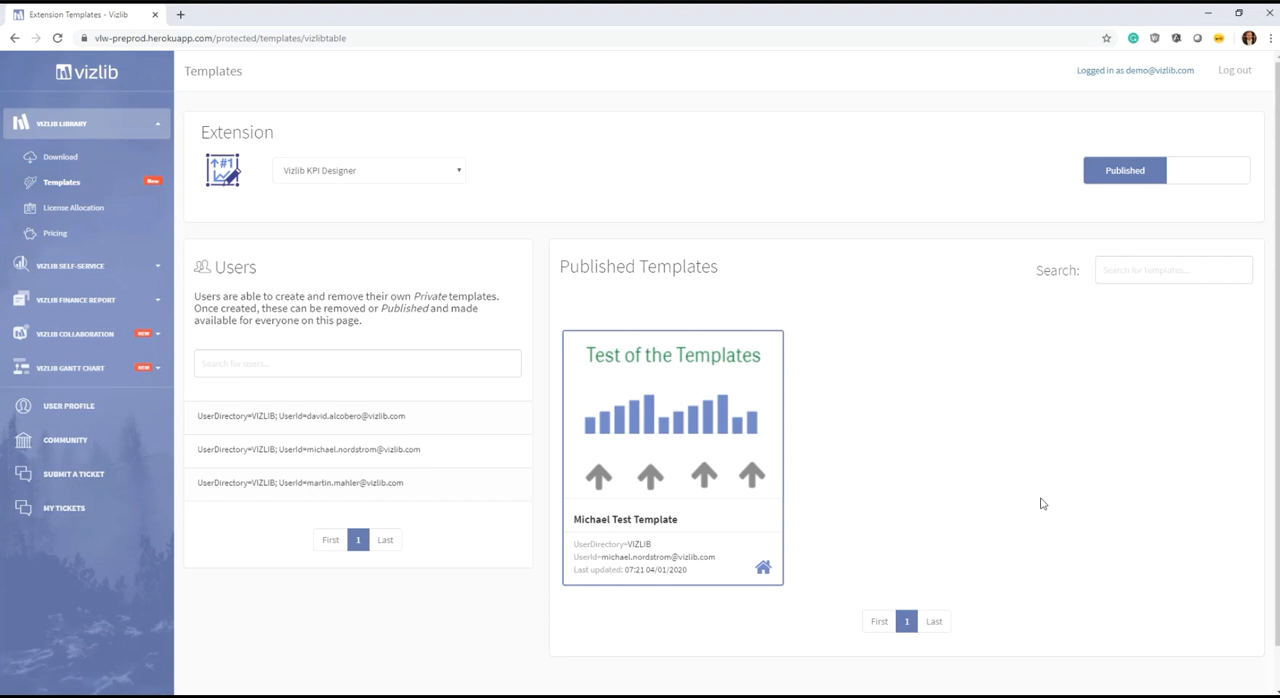 Extension Templates - Vizlib
vlw-preprod.herokuapp.com/protected/templates/vizlibtable
vizlib
Templates
Logged in as demo@vizlib.com
Log out
VIZLIB LIBRARY
Download
Templates
New
License Allocation
Pricing
VIZLIB SELF-SERVICE
VIZLIB FINANCE REPORT
VIZLIB COLLABORATION
NEW
VIZLIB GANTT CHART
NEW
USER PROFILE
COMMUNITY
SUBMIT A TICKET
MY TICKETS
Extension
#1
Vizlib KPI Designer
Published
Users
Users are able to create and remove their own Private templates.
Once created, these can be removed or Published and made
available for everyone on this page.
Search for users...
UserDirectory=VIZLIB; UserId=david.alcobero@vizlib.com
UserDirectory=VIZLIB; UserId=michael.nordstrom@vizlib.com
UserDirectory=VIZLIB; UserId=martin.mahler@vizlib.com
First
1
Last
Published Templates
Search:
Search for templates...
Test of the Templates
Michael Test Template
UserDirectory=VIZLIB
UserId=michael.nordstrom@vizlib.com
Last updated: 07:21 04/01/2020
First
1
Last